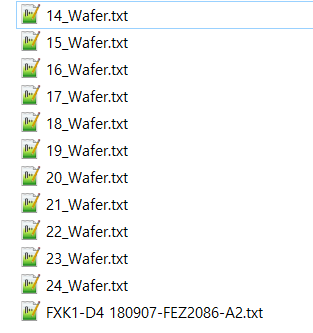 14_Wafer.txt
15_Wafer.txt
16_Wafer.txt
17_Wafer.txt
18_Wafer.txt
19_Wafer.txt
20_Wafer.txt
21_Wafer.txt
22_Wafer.txt
23_Wafer.txt
24_Wafer.txt
FXK1-D4 180907-FEZ2086-A2.txt